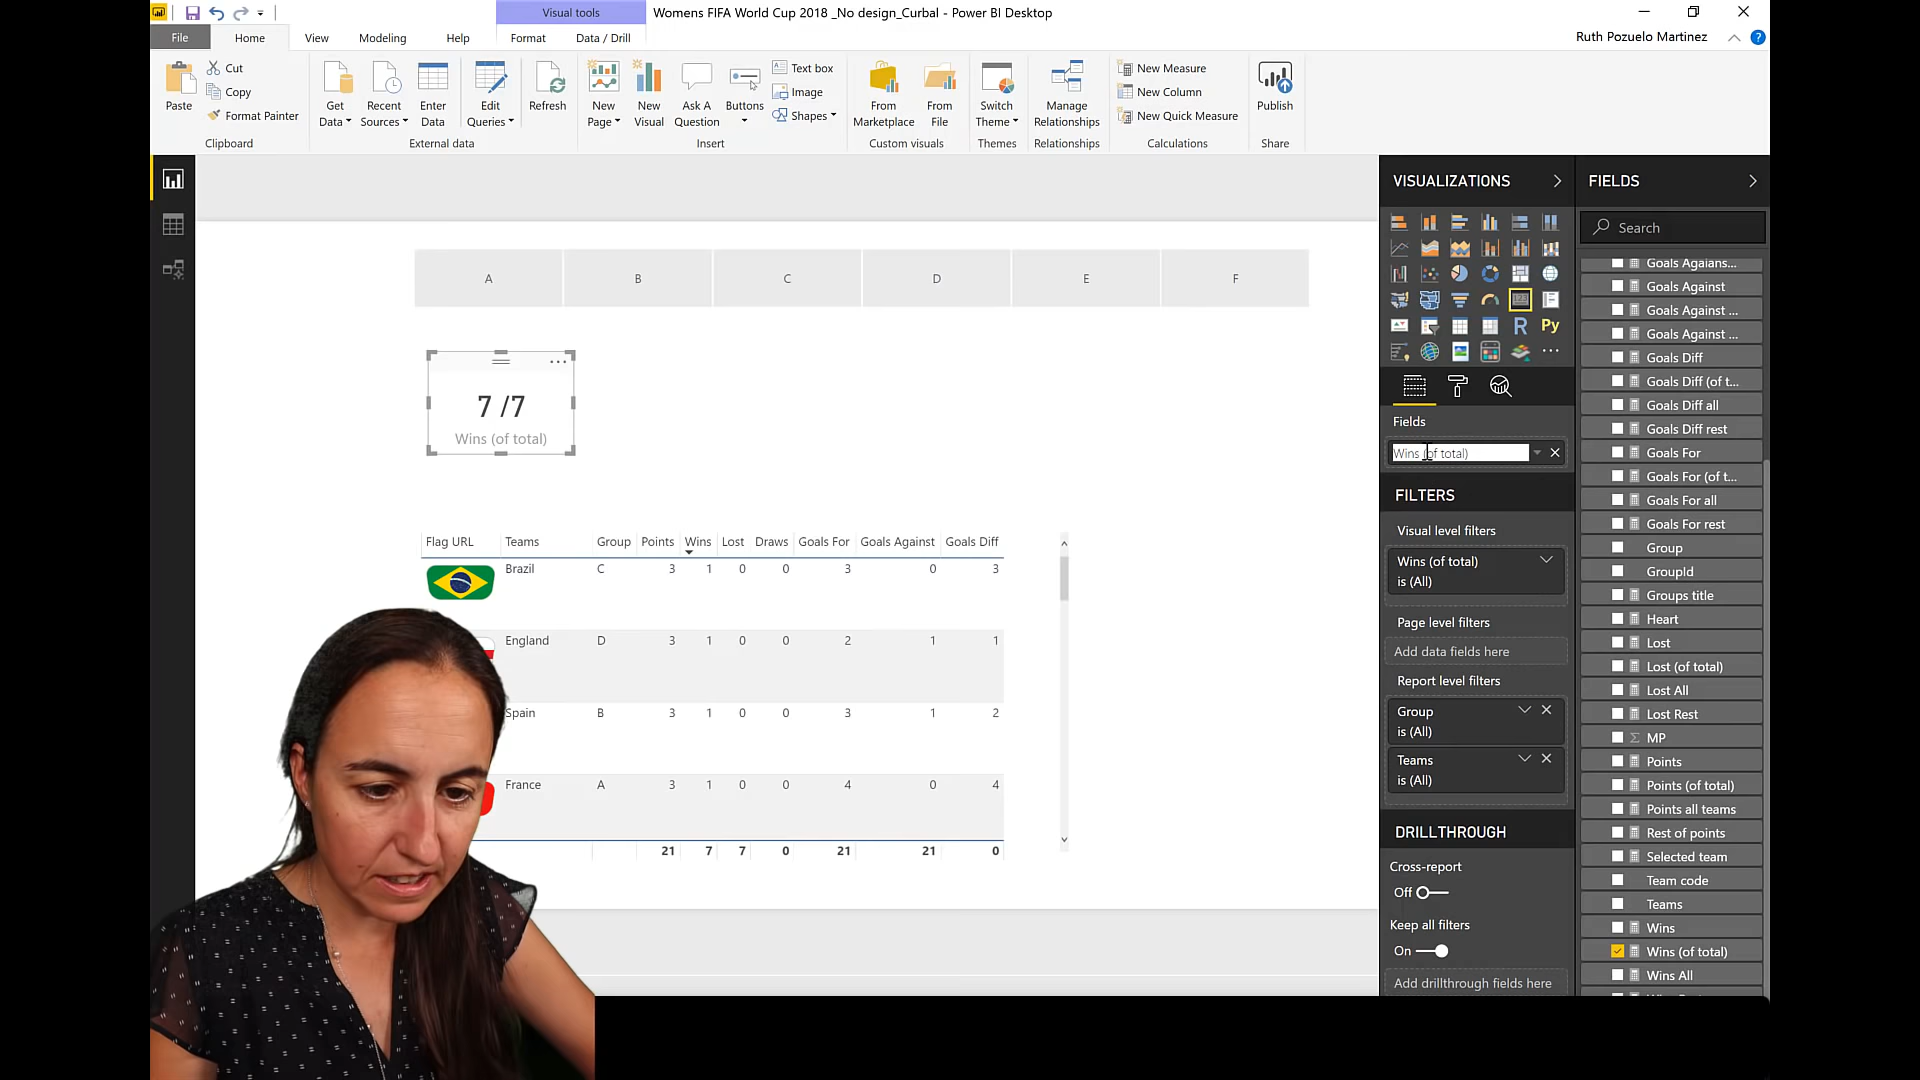 Visual tools
Womens FIFA World Cup 2018 _No design_Curbal - Power BI Desktop
File
Home
View
Modeling
Help
Format
Data / Drill
Ruth Pozuelo Martinez
?
Paste
Cut
Copy
Format Painter
Get Data
Recent Sources
Enter Data
Edit Queries
Refresh
New Page
New Visual
Ask A Question
Buttons
Text box
Image
Shapes
From Marketplace
From File
Switch Theme
Manage Relationships
New Measure
New Column
New Quick Measure
Publish
Clipboard
External data
Insert
Custom visuals
Themes
Relationships
Calculations
Share
A B C D E F
7 /7
Wins (of total)
Flag URL Teams Group Points Wins Lost Draws Goals For Goals Against Goals Diff
Brazil C 3 1 0 0 3 0 3
England D 3 1 0 0 2 1 1
Spain B 3 1 0 0 3 1 2
France A 3 1 0 0 4 0 4
21 7 7 0 21 21 0
VISUALIZATIONS
R
Py
Fields
Wins (of total)
FILTERS
Visual level filters
Wins (of total)
is (All)
Page level filters
Add data fields here
Report level filters
Group
is (All)
Teams
is (All)
DRILLTHROUGH
Cross-report
Off
Keep all filters
On
Add drillthrough fields here
FIELDS
Search
Goals Agaians...
Goals Against
Goals Against ...
Goals Against ...
Goals Diff
Goals Diff (of t...
Goals Diff all
Goals Diff rest
Goals For
Goals For (of t...
Goals For all
Goals For rest
Group
GroupId
Groups title
Heart
Lost
Lost (of total)
Lost All
Lost Rest
MP
Points
Points (of total)
Points all teams
Rest of points
Selected team
Team code
Teams
Wins
Wins (of total)
Wins All